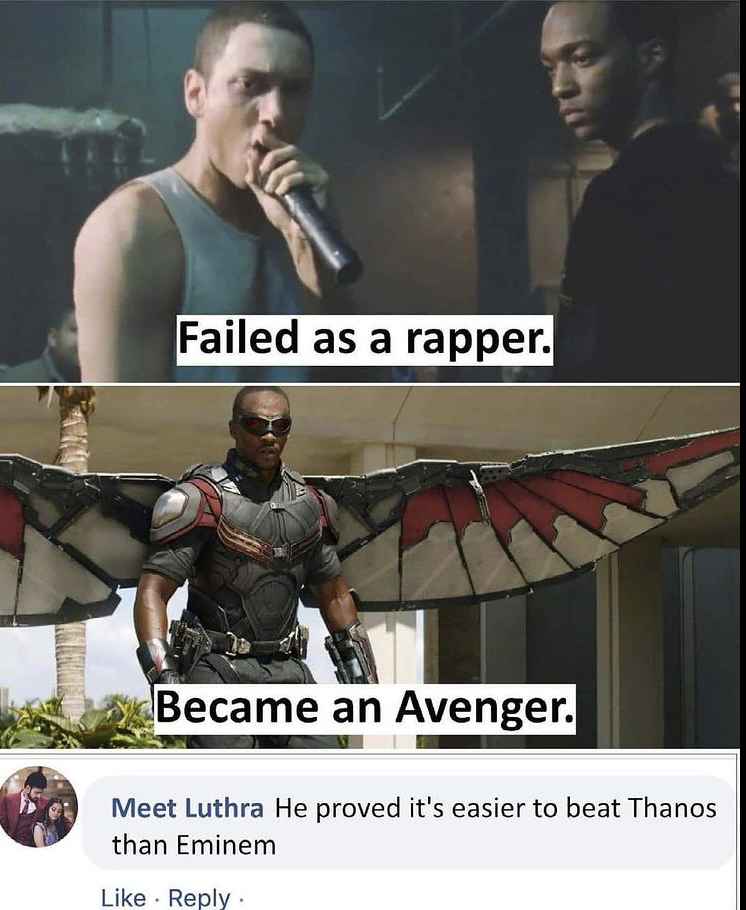 Failed as a rapper.
Became an Avenger.
Meet Luthra He proved it's easier to beat Thanos
than Eminem
Like · Reply ·